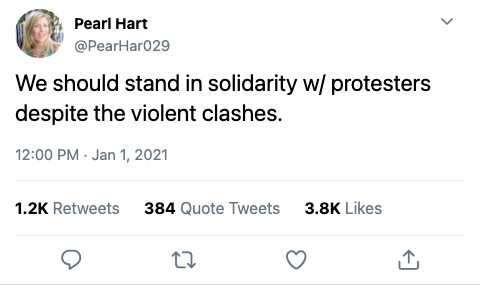 Pearl Hart
@PearHar029
We should stand in solidarity w/ protesters
despite the violent clashes.
12:00 PM · Jan 1, 2021
1.2K Retweets 384 Quote Tweets 3.8K Likes